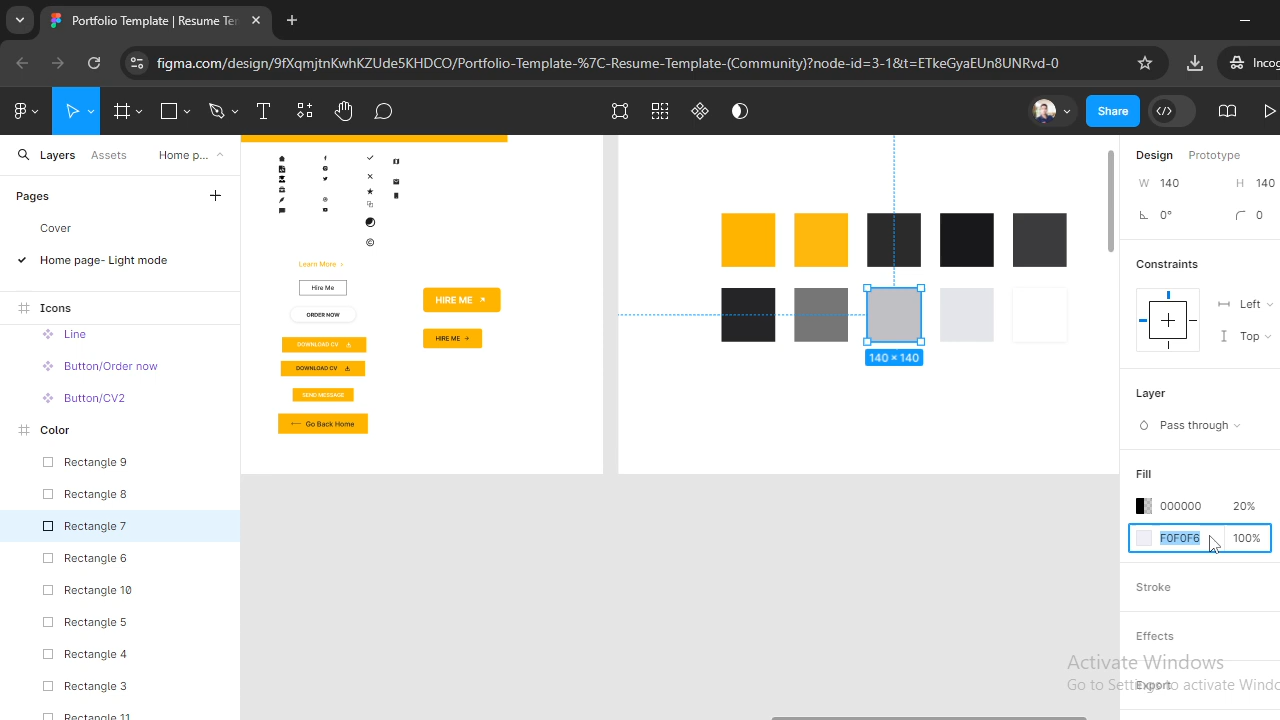 Portfolio Template | Resume Te
figma.com/design/9fXqmjtnKwhKZUde5KHDCO/Portfolio-Template-%7C-Resume-Template-(Community)?node-id=3-1&t=ETkeGyaEUn8UNRvd-0
Incog
Share
Layers
Assets
Home p...
Pages
Cover
Home page- Light mode
Icons
Line
Button/Order now
Button/CV2
Color
Rectangle 9
Rectangle 8
Rectangle 7
Rectangle 6
Rectangle 10
Rectangle 5
Rectangle 4
Rectangle 3
Rectangle 11
Learn More
Hire Me
ORDER NOW
DOWNLOAD CV
DOWNLOAD CV
SEND MESSAGE
Go Back Home
HIRE ME
HIRE ME
140 × 140
Design
Prototype
W 140
H 140
0°
0
Constraints
Left
Top
Layer
Pass through
Fill
000000 20%
F0F0F6 100%
Stroke
Effects
Export
Activate Windows
Go to Settings to activate Windo